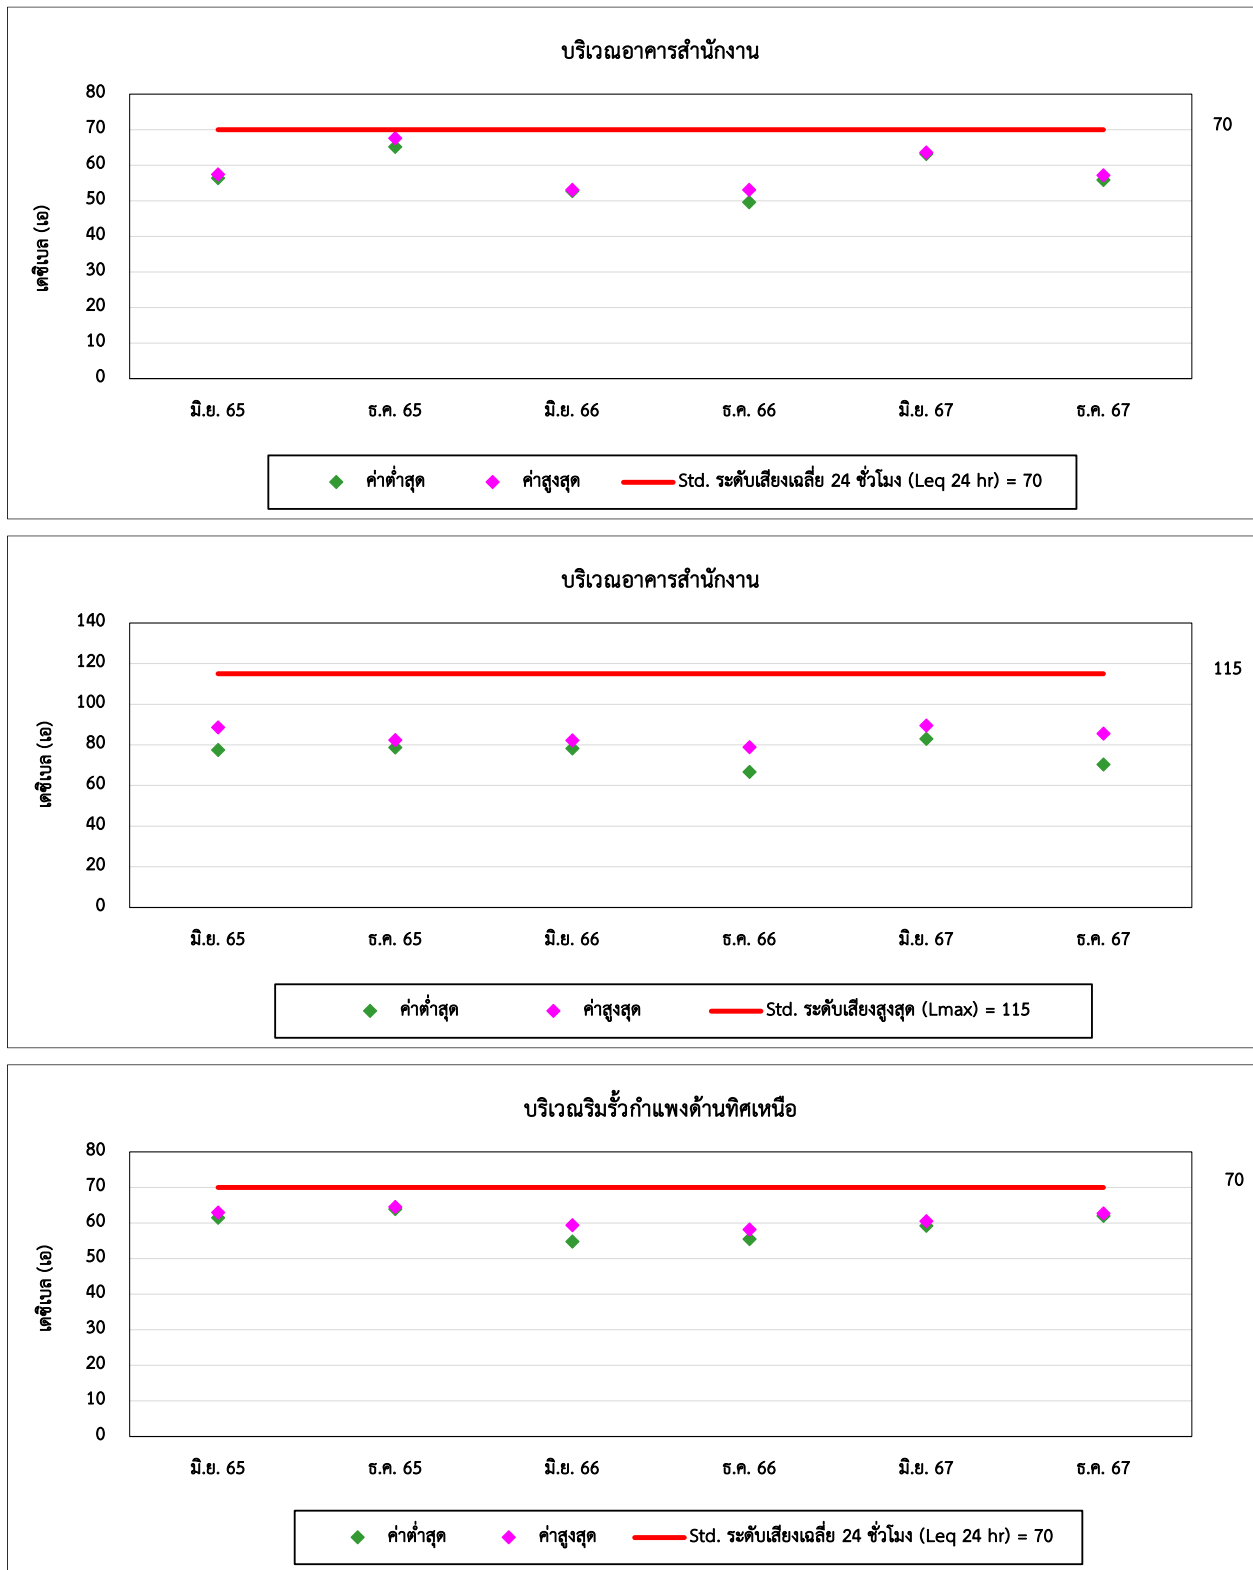 บริเวณอาคารสำนักงาน
80
70
60
50
40
30
20
10
0
70
เดซิเบล (เอ)
มิ.ย. 65 ธ.ค. 65 มิ.ย. 66 ธ.ค. 66 มิ.ย. 67 ธ.ค. 67
ค่าต่ำสุด ค่าสูงสุด Std. ระดับเสียงเฉลี่ย 24 ชั่วโมง (Leq 24 hr) = 70
บริเวณอาคารสำนักงาน
140
120
100
80
60
40
20
0
115
เดซิเบล (เอ)
มิ.ย. 65 ธ.ค. 65 มิ.ย. 66 ธ.ค. 66 มิ.ย. 67 ธ.ค. 67
ค่าต่ำสุด ค่าสูงสุด Std. ระดับเสียงสูงสุด (Lmax) = 115
บริเวณริมรั้วกำแพงด้านทิศเหนือ
80
70
60
50
40
30
20
10
0
70
เดซิเบล (เอ)
มิ.ย. 65 ธ.ค. 65 มิ.ย. 66 ธ.ค. 66 มิ.ย. 67 ธ.ค. 67
ค่าต่ำสุด ค่าสูงสุด Std. ระดับเสียงเฉลี่ย 24 ชั่วโมง (Leq 24 hr) = 70